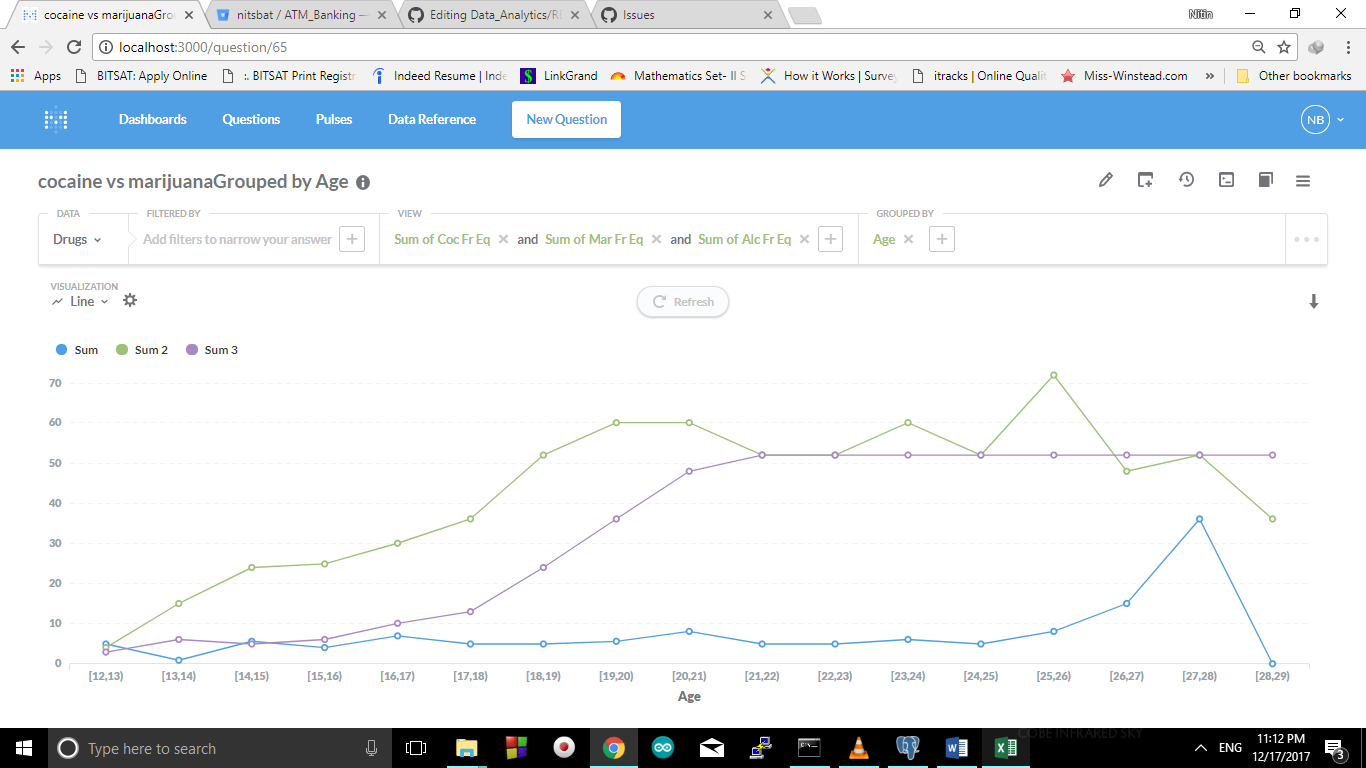 cocaine vs marijuanaGrou
nitsbat / ATM_Banking —
Editing Data_Analytics/RE
Issues
Nitin
localhost:3000/question/65
Apps
BITSAT: Apply Online
:. BITSAT Print Registr
Indeed Resume | Inde
LinkGrand
Mathematics Set- II S
How it Works | Surve
itracks | Online Qualit
Miss-Winstead.com
»
Other bookmarks
Dashboards
Questions
Pulses
Data Reference
New Question
NB
cocaine vs marijuanaGrouped by Age
DATA
FILTERED BY
VIEW
GROUPED BY
Drugs
Add filters to narrow your answer
Sum of Coc Fr Eq and Sum of Mar Fr Eq and Sum of Alc Fr Eq
Age
VISUALIZATION
Line
Refresh
Sum
Sum 2
Sum 3
70
60
50
40
30
20
10
0
[12,13) [13,14) [14,15) [15,16) [16,17) [17,18) [18,19) [19,20) [20,21) [21,22) [22,23) [23,24) [24,25) [25,26) [26,27) [27,28) [28,29)
Age
COBE INFRARED SKY
Type here to search
ENG
11:12 PM
12/17/2017
3